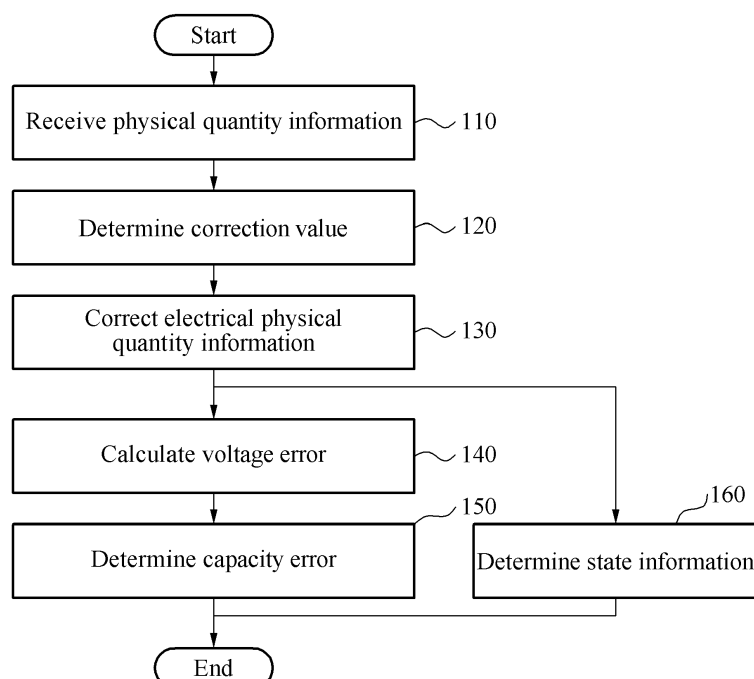 Start
Receive physical quantity information
110
Determine correction value
120
Correct electrical physical
quantity information
130
Calculate voltage error
140
150
160
Determine capacity error
Determine state information
End